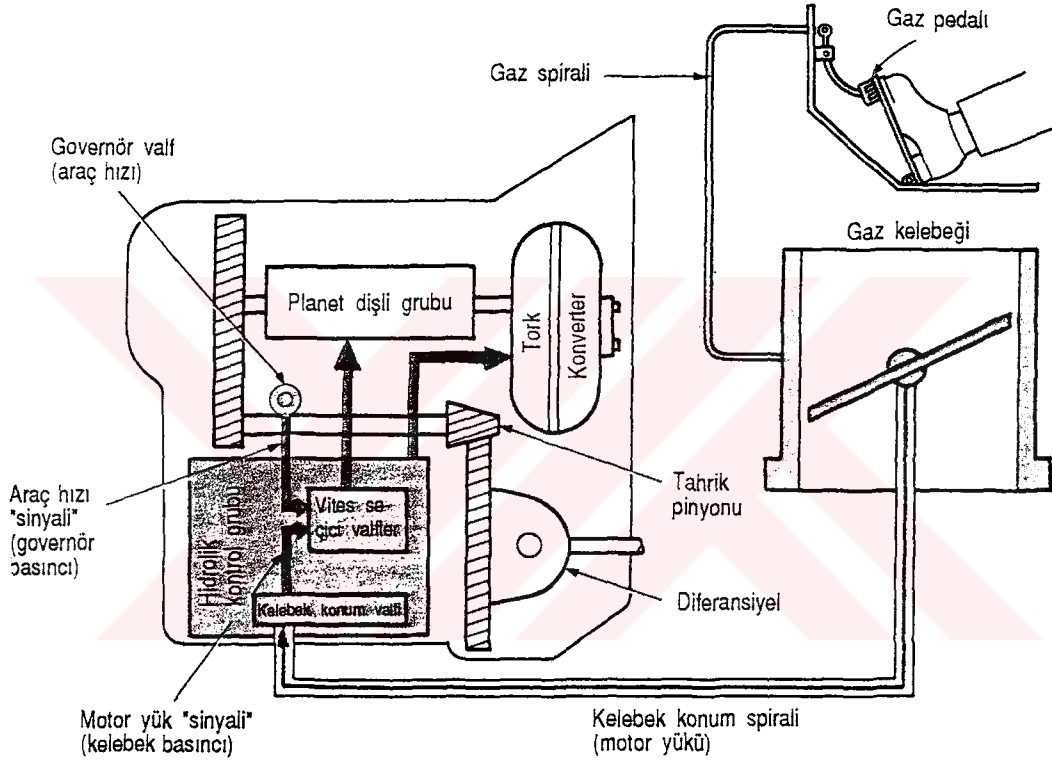 Gaz pedalı
Gaz spirali
Governör valf
(araç hızı)
Gaz kelebeği
Planet dişli grubu
Tork
Konverter
Araç hızı
"sinyali"
(governör
basıncı)
Hidrolik
kontrol grubu
Vites se-
çici valfler
Kelebek konum valfi
Tahrik
pinyonu
Diferansiyel
Motor yük "sinyali"
(kelebek basıncı)
Kelebek konum spirali
(motor yükü)